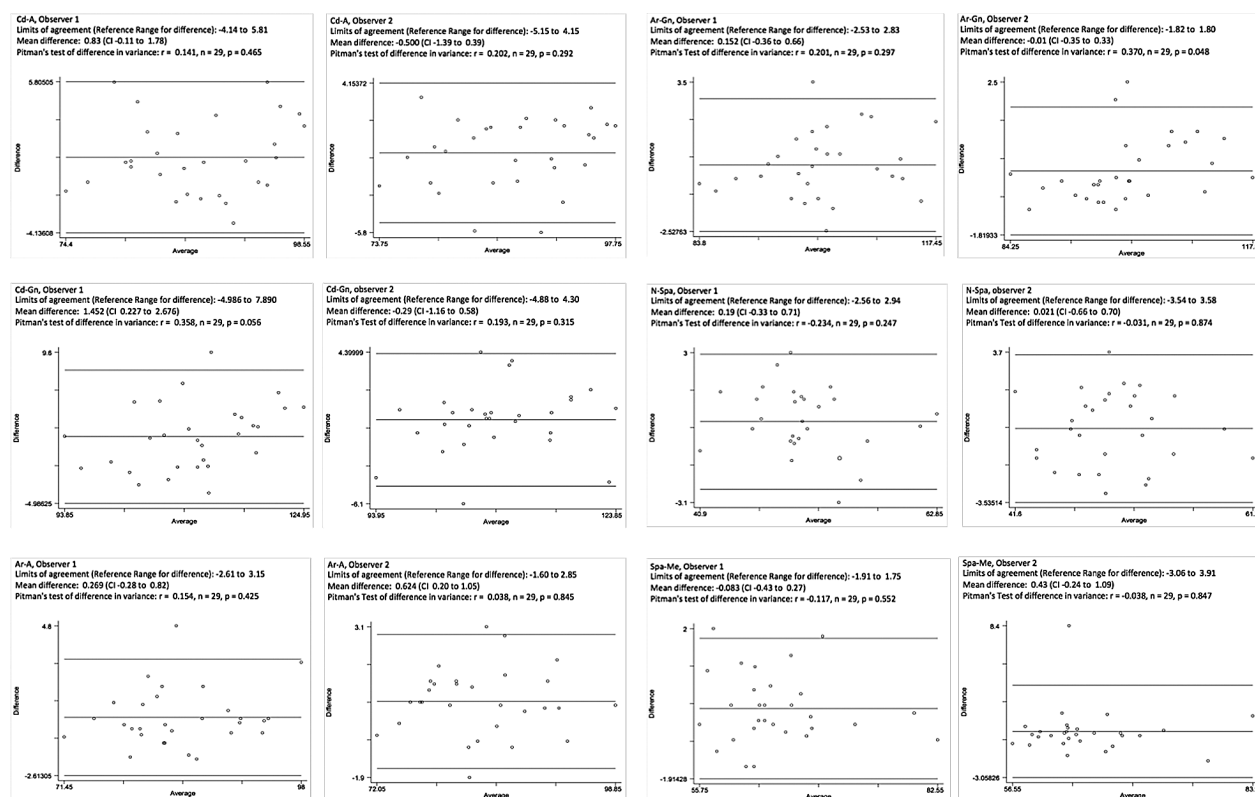 Cd-A, Observer 1
Limits of agreement (Reference Range for difference): -4.14 to 5.81
Mean difference: 0.83 (CI -0.11 to 1.78)
Pitman's test of difference in variance: r = 0.141, n = 29, p = 0.465
5.80505
Difference
-4.13608
74.4
98.55
Average
Cd-A, Observer 2
Limits of agreement (Reference Range for difference): -5.15 to 4.15
Mean difference: -0.500 (CI -1.39 to 0.39)
Pitman's Test of difference in variance: r = 0.202, n = 29, p = 0.292
4.15372
Difference
-5.8
73.75
97.75
Average
Ar-Gn, Observer 1
Limits of agreement (Reference Range for difference): -2.53 to 2.83
Mean difference: 0.152 (CI -0.36 to 0.66)
Pitman's Test of difference in variance: r = 0.201, n = 29, p = 0.297
3.5
Difference
-2.52763
83.8
117.45
Average
Ar-Gn, Observer 2
Limits of agreement (Reference Range for difference): -1.82 to 1.80
Mean difference: -0.01 (CI -0.35 to 0.33)
Pitman's Test of difference in variance: r = 0.370, n = 29, p = 0.048
2.5
Difference
-1.81933
84.25
117.
Average
Cd-Gn, Observer 1
Limits of agreement (Reference Range for difference): -4.986 to 7.890
Mean difference: 1.452 (CI 0.227 to 2.676)
Pitman's Test of difference in variance: r = 0.358, n = 29, p = 0.056
9.6
Difference
-4.98625
93.85
124.95
Average
Cd-Gn, observer 2
Limits of agreement (Reference Range for difference): -4.88 to 4.30
Mean difference: -0.29 (CI -1.16 to 0.58)
Pitman's Test of difference in variance: r = 0.193, n = 29, p = 0.315
4.39999
Difference
-6.1
93.95
123.85
Average
N-Spa, Observer 1
Limits of agreement (Reference Range for difference): -2.56 to 2.94
Mean difference: 0.19 (CI -0.33 to 0.71)
Pitman's Test of difference in variance: r = -0.234, n = 29, p = 0.247
3
Difference
-3.1
40.9
62.85
Average
N-Spa, observer 2
Limits of agreement (Reference Range for difference): -3.54 to 3.58
Mean difference: 0.021 (CI -0.66 to 0.70)
Pitman's Test of difference in variance: r = -0.031, n = 29, p = 0.874
3.7
Difference
-3.53514
41.6
61.
Average
Ar-A, Observer 1
Limits of agreement (Reference Range for difference): -2.61 to 3.15
Mean difference: 0.269 (CI -0.28 to 0.82)
Pitman's Test of difference in variance: r = 0.154, n = 29, p = 0.425
4.8
Difference
-2.61305
71.45
98
Average
Ar-A, Observer 2
Limits of agreement (Reference Range for difference): -1.60 to 2.85
Mean difference: 0.624 (CI 0.20 to 1.05)
Pitman's Test of difference in variance: r = 0.038, n = 29, p = 0.845
3.1
Difference
-1.9
72.05
96.85
Average
Spa-Me, Observer 1
Limits of agreement (Reference Range for difference): -1.91 to 1.75
Mean difference: -0.083 (CI -0.43 to 0.27)
Pitman's Test of difference in variance: r = -0.117, n = 29, p = 0.552
2
Difference
-1.91428
55.75
82.55
Average
Spa-Me, Observer 2
Limits of agreement (Reference Range for difference): -3.06 to 3.91
Mean difference: 0.43 (CI -0.24 to 1.09)
Pitman's Test of difference in variance: r = -0.038, n = 29, p = 0.847
8.4
Difference
-3.05826
56.55
83.
Average